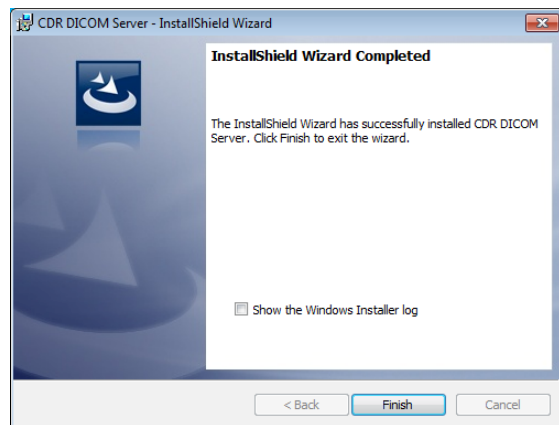 CDR DICOM Server - InstallShield Wizard
InstallShield Wizard Completed
The InstallShield Wizard has successfully installed CDR DICOM
Server. Click Finish to exit the wizard.
Show the Windows Installer log
< Back
Finish
Cancel